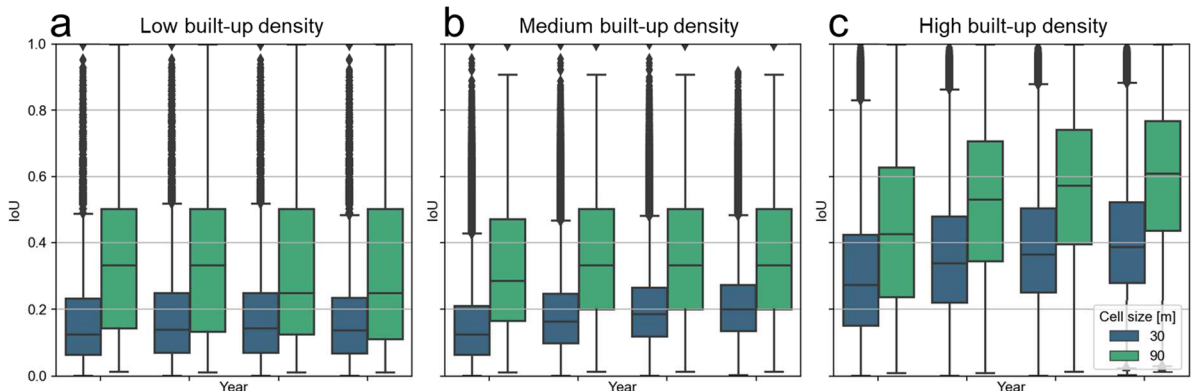 a
Low built-up density
b
Medium built-up density
c
High built-up density
1.0
0.8
0.6
0.4
0.2
0.0
IoU
IoU
IoU
Year
Year
Cell size [m]
30
90